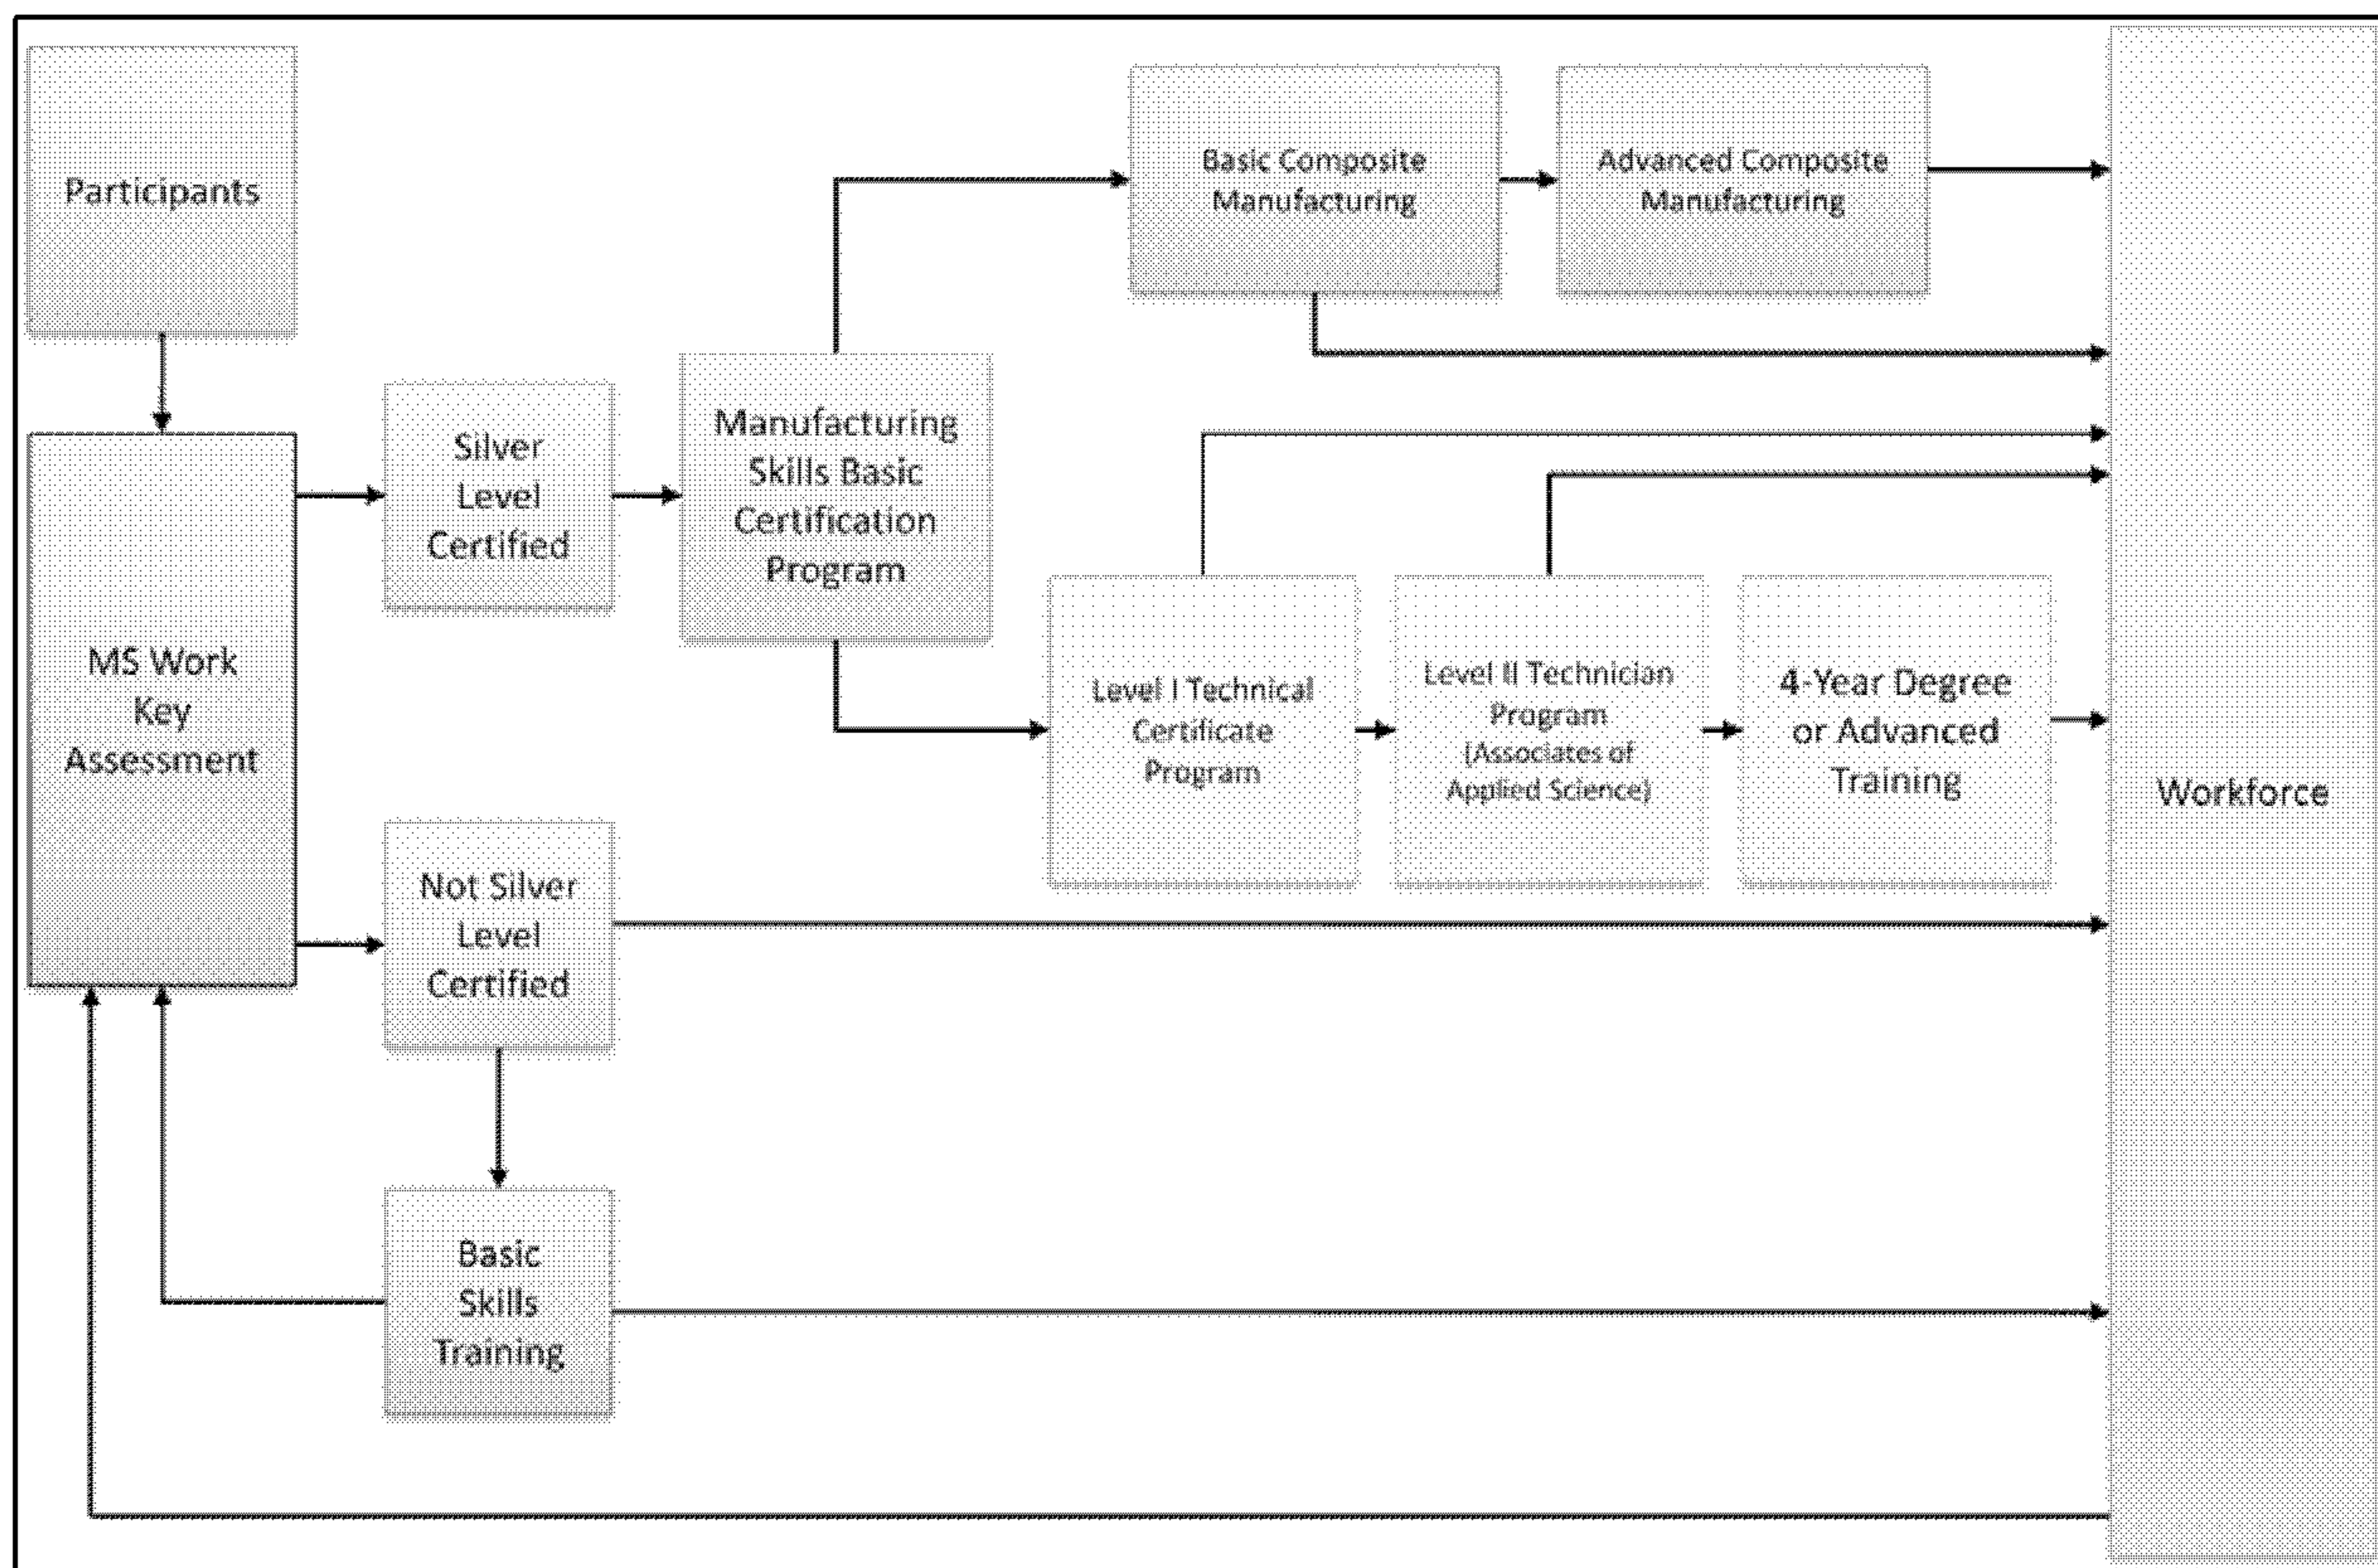 Participants
MS Work
Key
Assessment
Silver
Level
Certified
Manufacturing
Skills Basic
Certification
Program
Basic Composite
Manufacturing
Advanced Composite
Manufacturing
Level I Technical
Certificate
Program
Level II Technician
Program
(Associates of
Applied Science)
4-Year Degree
or Advanced
Training
Not Silver
Level
Certified
Basic
Skills
Training
Workforce